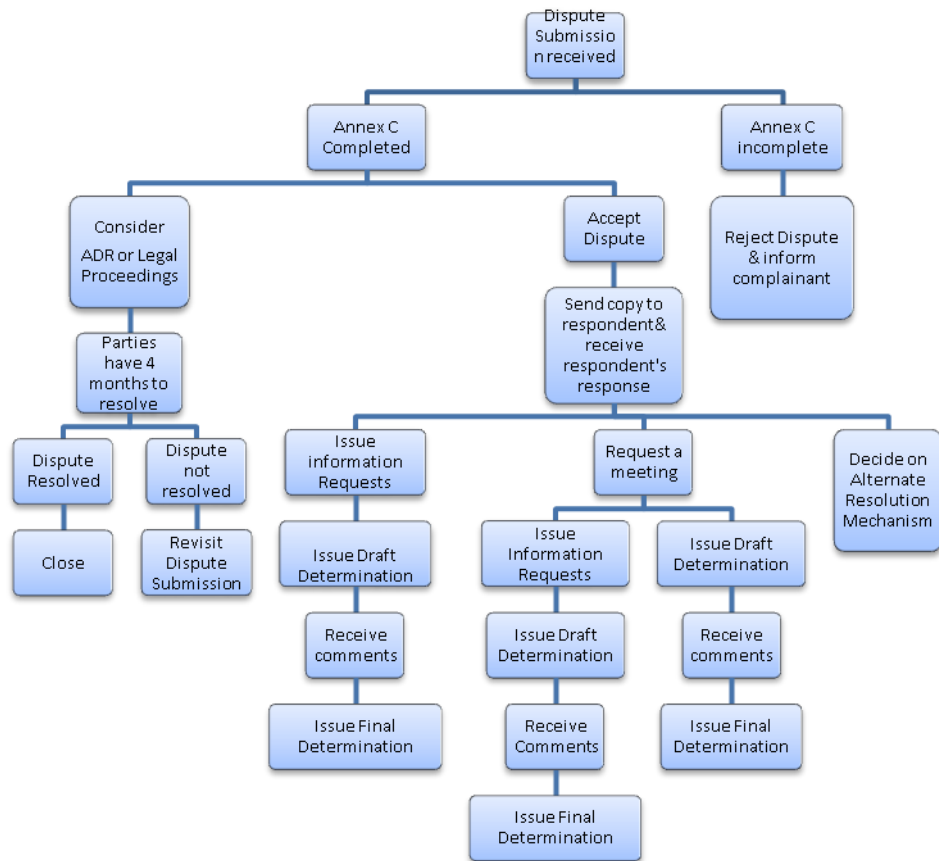 Dispute
Submissio
n received
Annex C
Completed
Annex C
incomplete
Consider
ADR or Legal
Proceedings
Accept
Dispute
Reject Dispute
& inform
complainant
Send copy to
respondent &
receive
respondent's
response
Parties
have 4
months to
resolve
Dispute
Resolved
Dispute
not
resolved
Issue
information
Requests
Request a
meeting
Decide on
Alternate
Resolution
Mechanism
Close
Revisit
Dispute
Submission
Issue Draft
Determination
Issue
Information
Requests
Issue Draft
Determination
Receive
comments
Issue Draft
Determination
Receive
comments
Issue Final
Determination
Receive
Comments
Issue Final
Determination
Issue Final
Determination